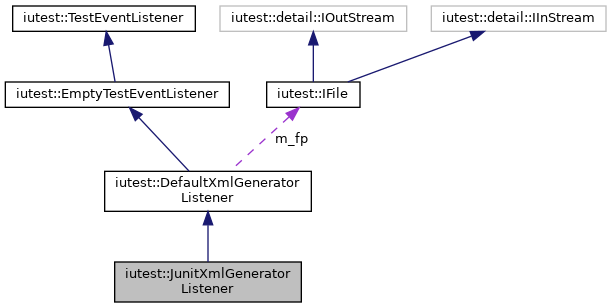 iutest::TestEventListener
iutest::detail::IOutStream
iutest::detail::IInStream
iutest::EmptyTestEventListener
iutest::IFile
m_fp
iutest::DefaultXmlGenerator
Listener
iutest::JunitXmlGenerator
Listener